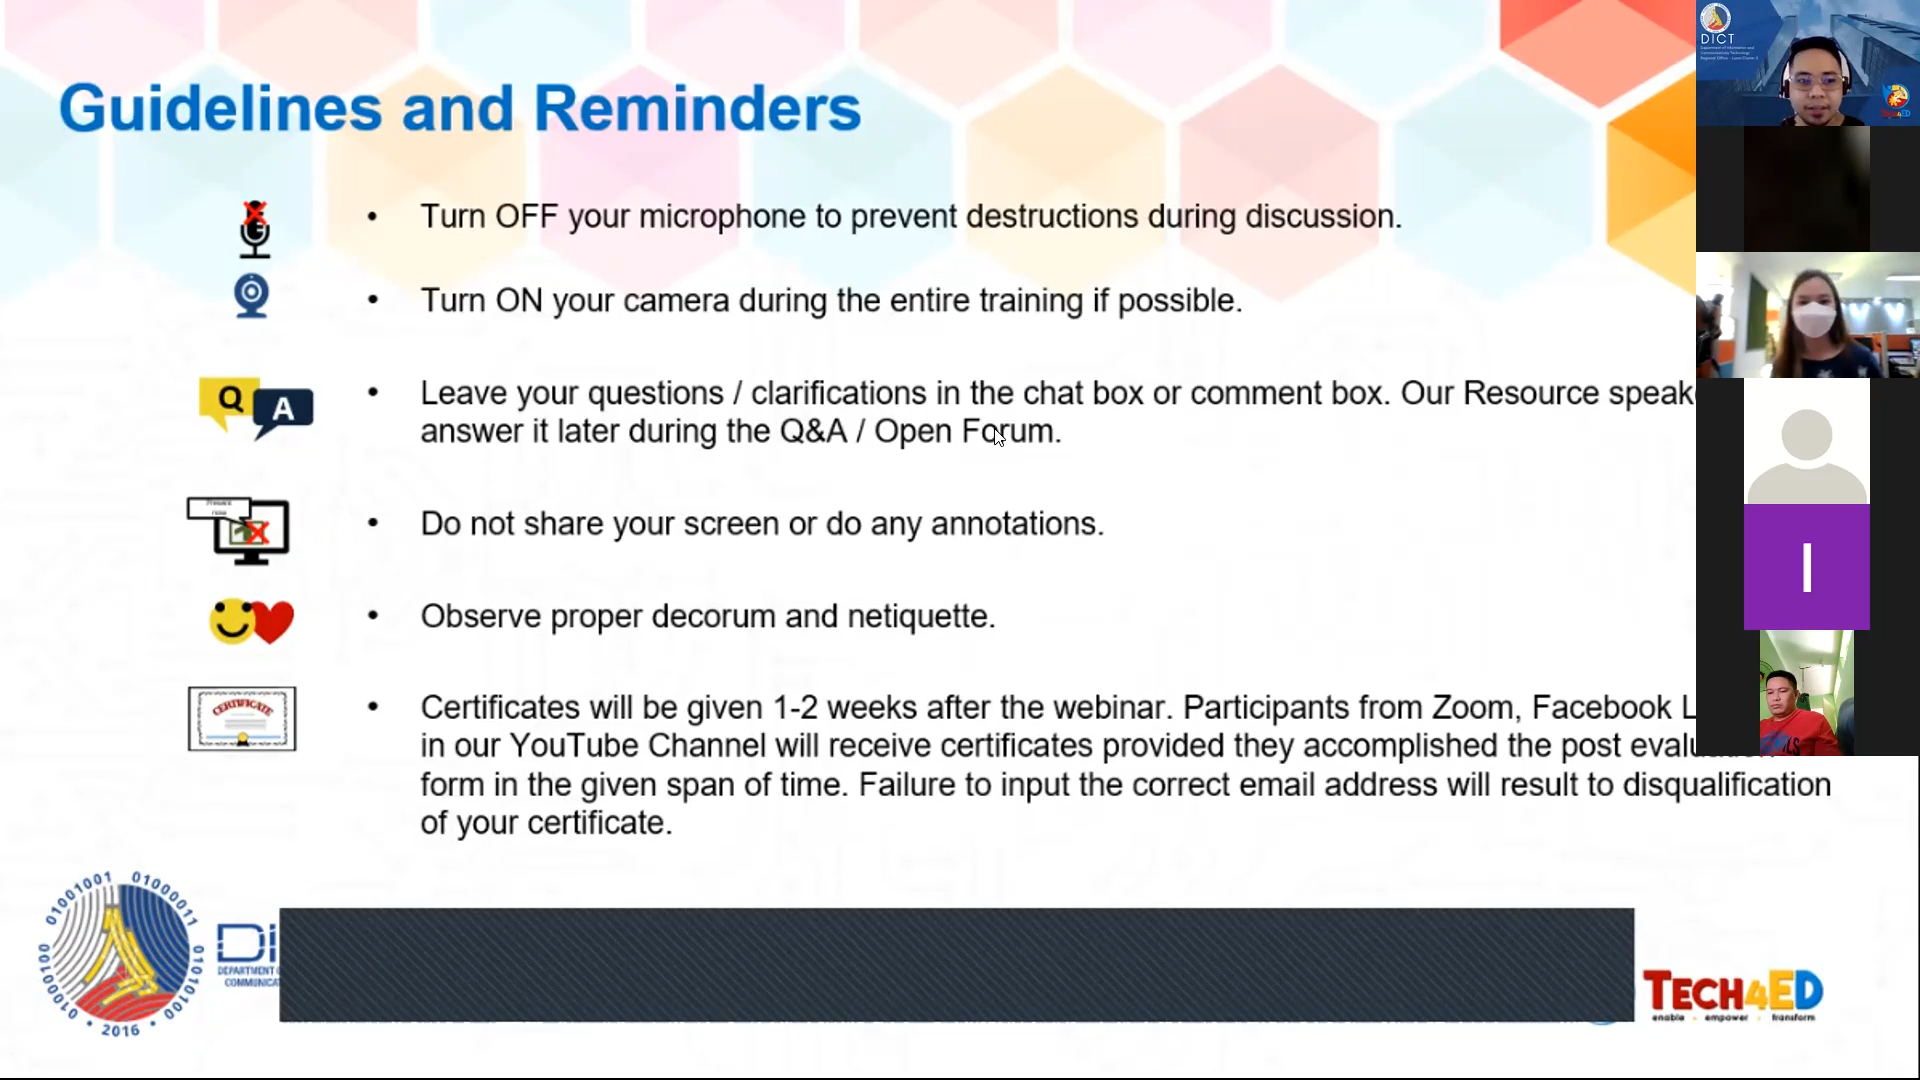 Guidelines and Reminders
• Turn OFF your microphone to prevent destructions during discussion.
• Turn ON your camera during the entire training if possible.
Q A
• Leave your questions / clarifications in the chat box or comment box. Our Resource
answer it later during the Q&A / Open Forum.
• Do not share your screen or do any annotations.
• Observe proper decorum and netiquette.
CERTIFICATE
• Certificates will be given 1-2 weeks after the webinar. Participants from Zoom, Facebook
in our YouTube Channel will receive certificates provided they accomplished the post
form in the given span of time. Failure to input the correct email address will result to disqualification
of your certificate.
DICT
Tech4ED
I
01001001 01000011 01010100 01000100
• 2016 •
DEPARTMENT
TECH4ED
enable • empower • transform